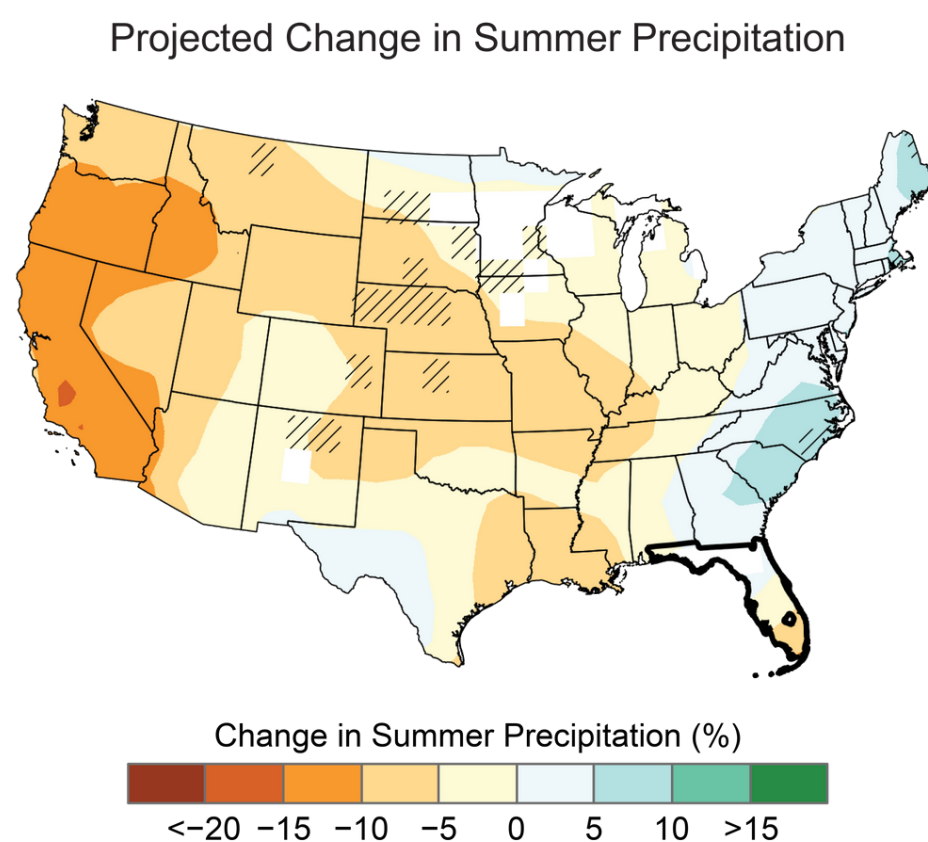 Projected Change in Summer Precipitation
Change in Summer Precipitation (%)
<−20 −15 −10 −5 0 5 10 >15